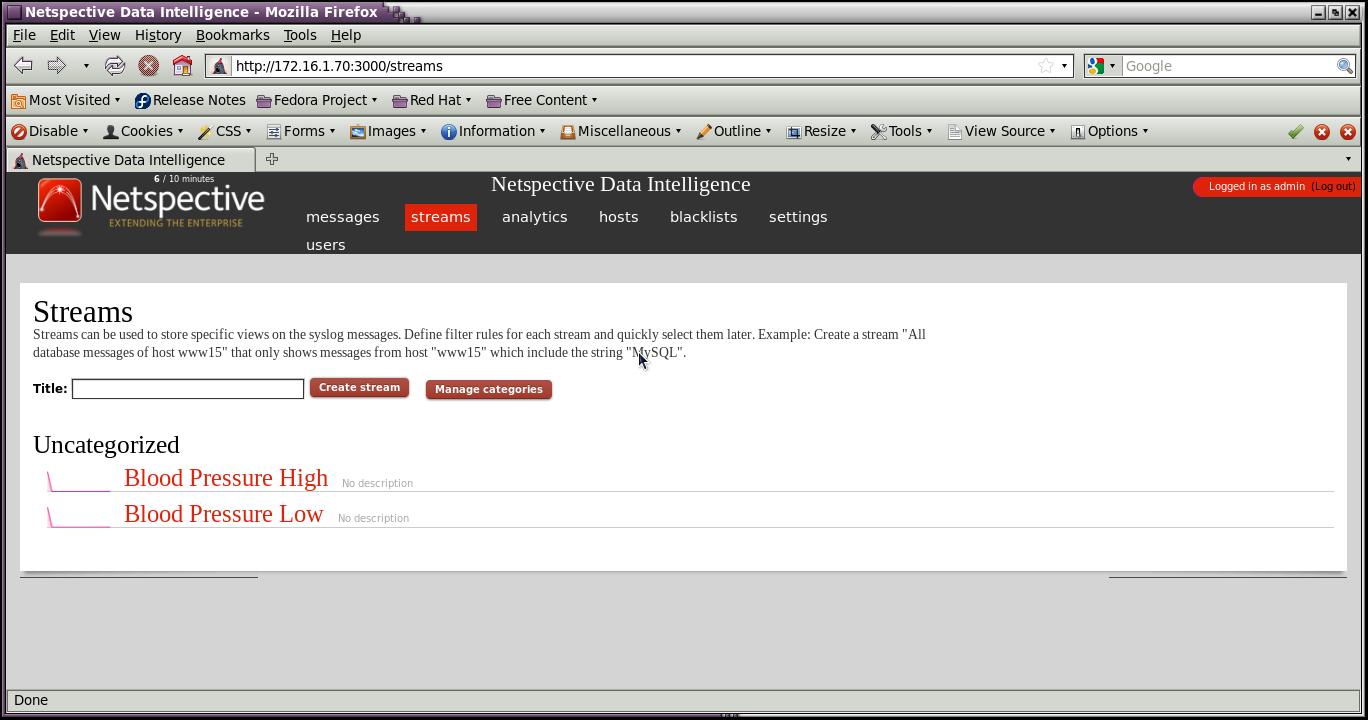 Netspective Data Intelligence - Mozilla Firefox
File Edit View History Bookmarks Tools Help
http://172.16.1.70:3000/streams
Google
Most Visited Release Notes Fedora Project Red Hat Free Content
Disable Cookies CSS Forms Images Information Miscellaneous Outline Resize Tools View Source Options
Netspective Data Intelligence
6 / 10 minutes
Netspective
EXTENDING THE ENTERPRISE
Netspective Data Intelligence
Logged in as admin (Log out)
messages streams analytics hosts blacklists settings
users
Streams
Streams can be used to store specific views on the syslog messages. Define filter rules for each stream and quickly select them later. Example: Create a stream "All
database messages of host www15" that only shows messages from host "www15" which include the string "MySQL".
Title: Create stream Manage categories
Uncategorized
Blood Pressure High No description
Blood Pressure Low No description
Done